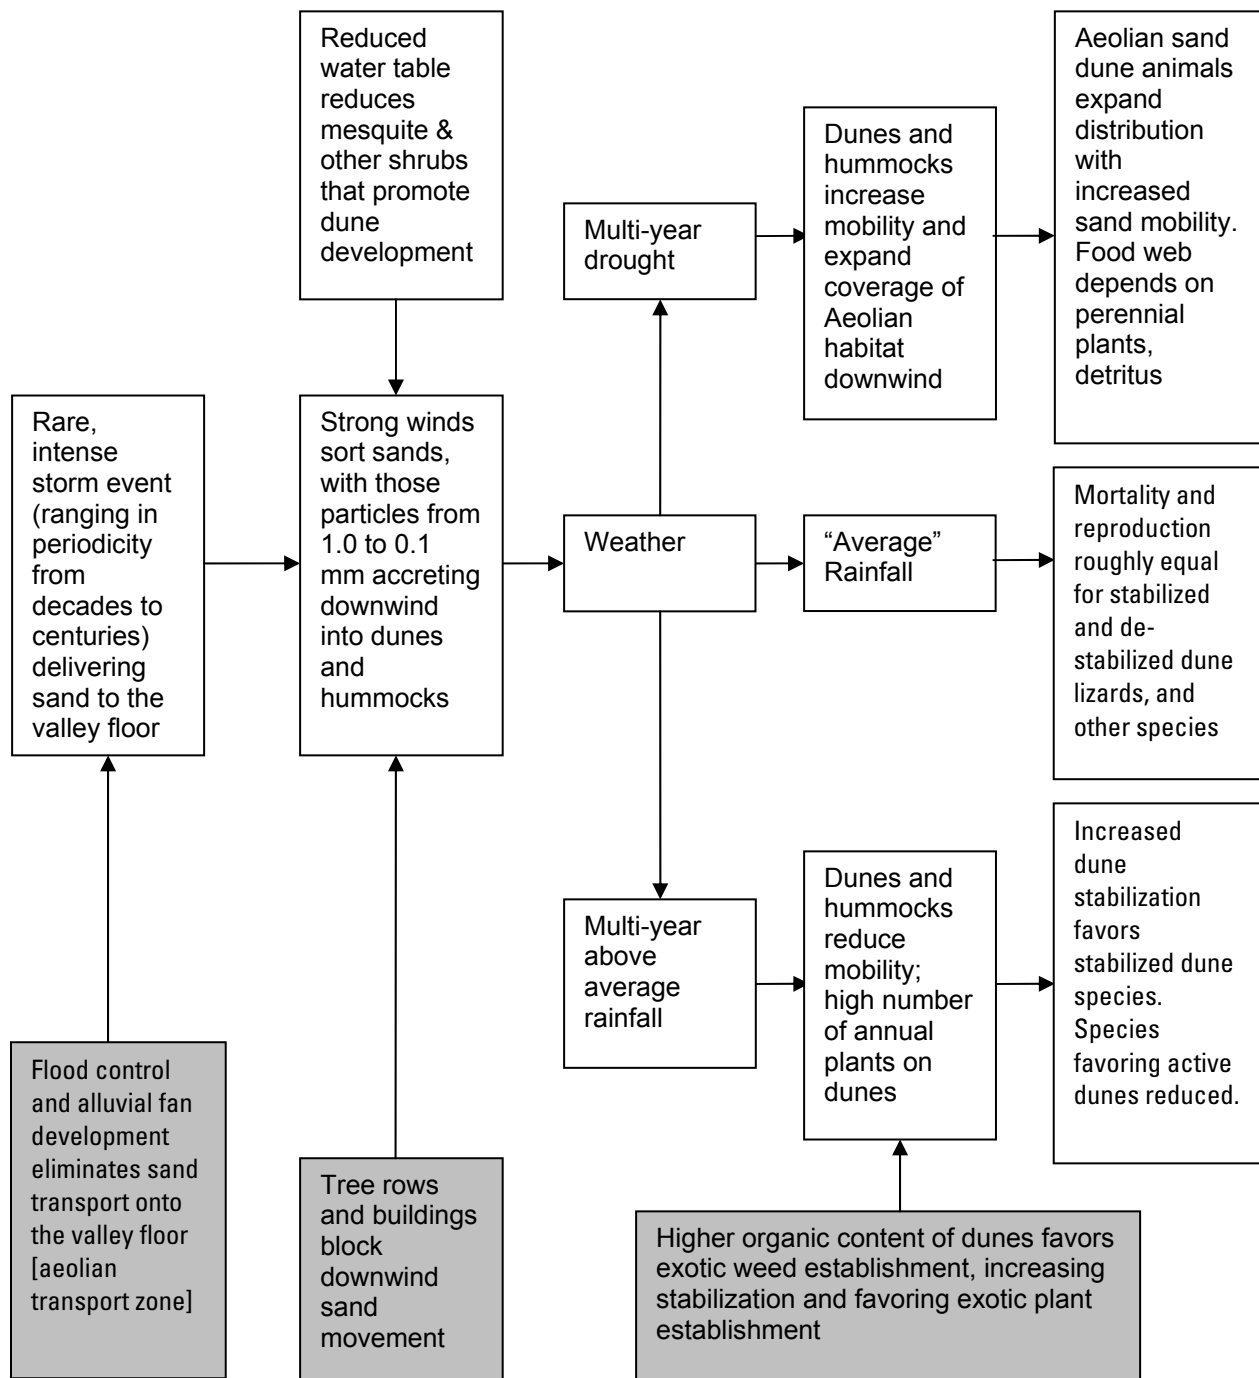 Reduced
water table
reduces
mesquite &
other shrubs
that promote
dune
development
Aeolian sand
dune animals
expand
distribution
with
increased
sand mobility.
Food web
depends on
perennial
plants,
detritus
Dunes and
hummocks
increase
mobility and
expand
coverage of
Aeolian
habitat
downwind
Multi-year
drought
Rare,
intense
storm event
(ranging in
periodicity
from
decades to
centuries)
delivering
sand to the
valley floor
Strong winds
sort sands,
with those
particles from
1.0 to 0.1
mm accreting
downwind
into dunes
and
hummocks
Weather
“Average”
Rainfall
Mortality and
reproduction
roughly equal
for stabilized
and de-
stabilized dune
lizards, and
other species
Multi-year
above
average
rainfall
Dunes and
hummocks
reduce
mobility;
high number
of annual
plants on
dunes
Increased
dune
stabilization
favors
stabilized dune
species.
Species
favoring active
dunes reduced.
Flood control
and alluvial fan
development
eliminates sand
transport onto
the valley floor
[aeolian
transport zone]
Tree rows
and buildings
block
downwind
sand
movement
Higher organic content of dunes favors
exotic weed establishment, increasing
stabilization and favoring exotic plant
establishment